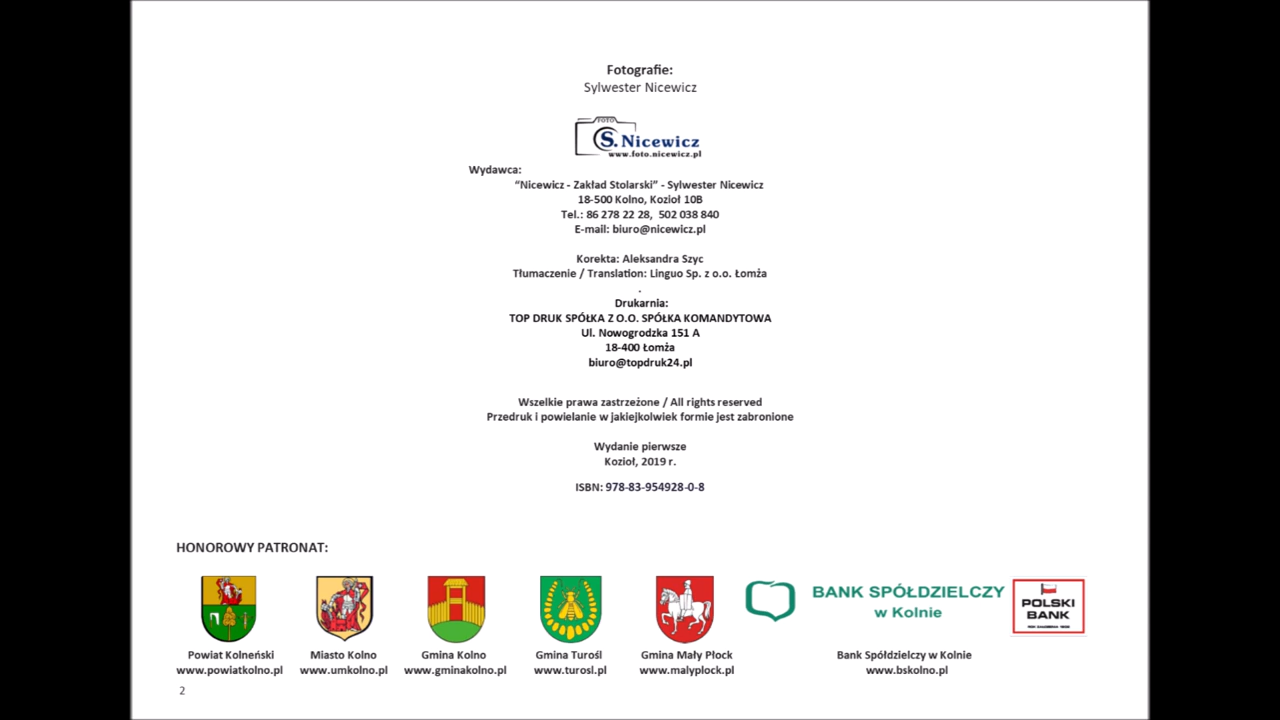 Fotografie:
Sylwester Nicewicz
FOTO
S. Nicewicz
www.foto.nicewicz.pl
Wydawca:
“Nicewicz - Zakład Stolarski” - Sylwester Nicewicz
18-500 Kolno, Kozioł 10B
Tel.: 86 278 22 28, 502 038 840
E-mail: biuro@nicewicz.pl
Korekta: Aleksandra Szyc
Tłumaczenie / Translation: Linguo Sp. z o.o. Łomża
.
Drukarnia:
TOP DRUK SPÓŁKA Z O.O. SPÓŁKA KOMANDYTOWA
Ul. Nowogrodzka 151 A
18-400 Łomża
biuro@topdruk24.pl
Wszelkie prawa zastrzeżone / All rights reserved
Przedruk i powielanie w jakiejkolwiek formie jest zabronione
Wydanie pierwsze
Kozioł, 2019 r.
ISBN: 978-83-954928-0-8
HONOROWY PATRONAT:
BANK SPÓŁDZIELCZY
w Kolnie
POLSKI
BANK
Powiat Kolneński Miasto Kolno Gmina Kolno Gmina Turośl Gmina Mały Płock Bank Spółdzielczy w Kolnie
www.powiatkolno.pl www.umkolno.pl www.gminakolno.pl www.turosl.pl www.malyplock.pl www.bskolno.pl
2